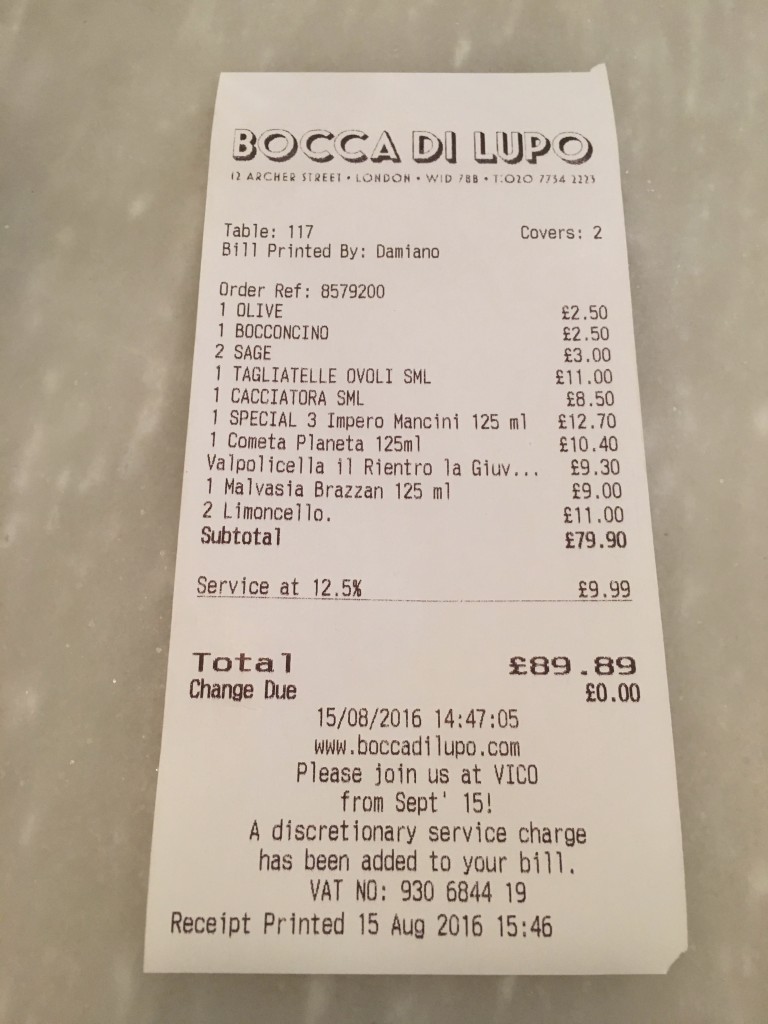 BOCCA DI LUPO
12 ARCHER STREET • LONDON • W1D 7BB • T:020 7734 2223
Table: 117 Covers: 2
Bill Printed By: Damiano
Order Ref: 8579200
1 OLIVE £2.50
1 BOCCONCINO £2.50
2 SAGE £3.00
1 TAGLIATELLE OVOLI SML £11.00
1 CACCIATORA SML £8.50
1 SPECIAL 3 Impero Mancini 125 ml £12.70
1 Cometa Planeta 125ml £10.40
Valpolicella il Rientro la Giuv... £9.30
1 Malvasia Brazzan 125 ml £9.00
2 Limoncello. £11.00
Subtotal £79.90
Service at 12.5% £9.99
Total £89.89
Change Due £0.00
15/08/2016 14:47:05
www.boccadilupo.com
Please join us at VICO
from Sept' 15!
A discretionary service charge
has been added to your bill.
VAT NO: 930 6844 19
Receipt Printed 15 Aug 2016 15:46